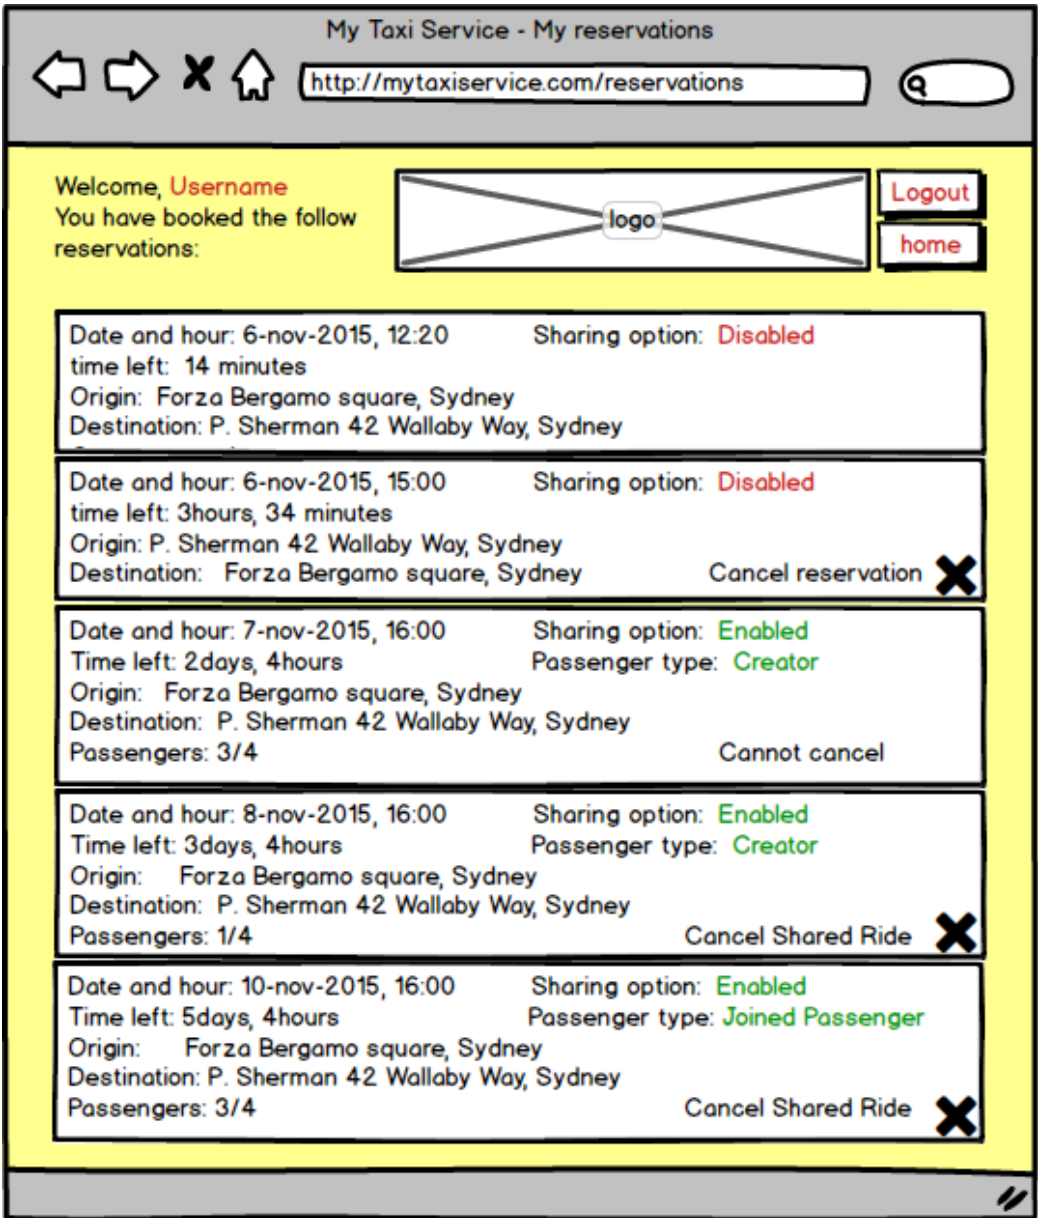 My Taxi Service - My reservations
http://mytaxiservice.com/reservations
Welcome, Username
You have booked the follow
reservations:
logo
Logout
home
Date and hour: 6-nov-2015, 12:20 Sharing option: Disabled
time left: 14 minutes
Origin: Forza Bergamo square, Sydney
Destination: P. Sherman 42 Wallaby Way, Sydney
Date and hour: 6-nov-2015, 15:00 Sharing option: Disabled
time left: 3hours, 34 minutes
Origin: P. Sherman 42 Wallaby Way, Sydney
Destination: Forza Bergamo square, Sydney Cancel reservation
Date and hour: 7-nov-2015, 16:00 Sharing option: Enabled
Time left: 2days, 4hours Passenger type: Creator
Origin: Forza Bergamo square, Sydney
Destination: P. Sherman 42 Wallaby Way, Sydney
Passengers: 3/4 Cannot cancel
Date and hour: 8-nov-2015, 16:00 Sharing option: Enabled
Time left: 3days, 4hours Passenger type: Creator
Origin: Forza Bergamo square, Sydney
Destination: P. Sherman 42 Wallaby Way, Sydney
Passengers: 1/4 Cancel Shared Ride
Date and hour: 10-nov-2015, 16:00 Sharing option: Enabled
Time left: 5days, 4hours Passenger type: Joined Passenger
Origin: Forza Bergamo square, Sydney
Destination: P. Sherman 42 Wallaby Way, Sydney
Passengers: 3/4 Cancel Shared Ride